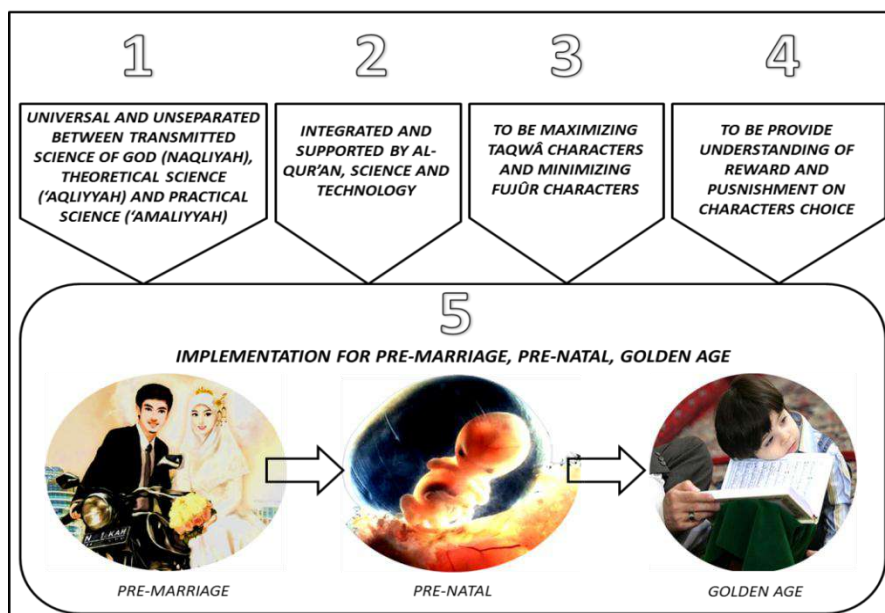 1
UNIVERSAL AND UNSEPARATED
BETWEEN TRANSMITTED
SCIENCE OF GOD (NAQLIYAH),
THEORETICAL SCIENCE
(‘AQLIYYAH) AND PRACTICAL
SCIENCE (‘AMALIYYAH)
2
INTEGRATED AND
SUPPORTED BY AL-
QUR’AN, SCIENCE AND
TECHNOLOGY
3
TO BE MAXIMIZING
TAQWÂ CHARACTERS
AND MINIMIZING
FUJÛR CHARACTERS
4
TO BE PROVIDE
UNDERSTANDING OF
REWARD AND
PUSNISHMENT ON
CHARACTERS CHOICE
5
IMPLEMENTATION FOR PRE-MARRIAGE, PRE-NATAL, GOLDEN AGE
PRE-MARRIAGE
PRE-NATAL
GOLDEN AGE